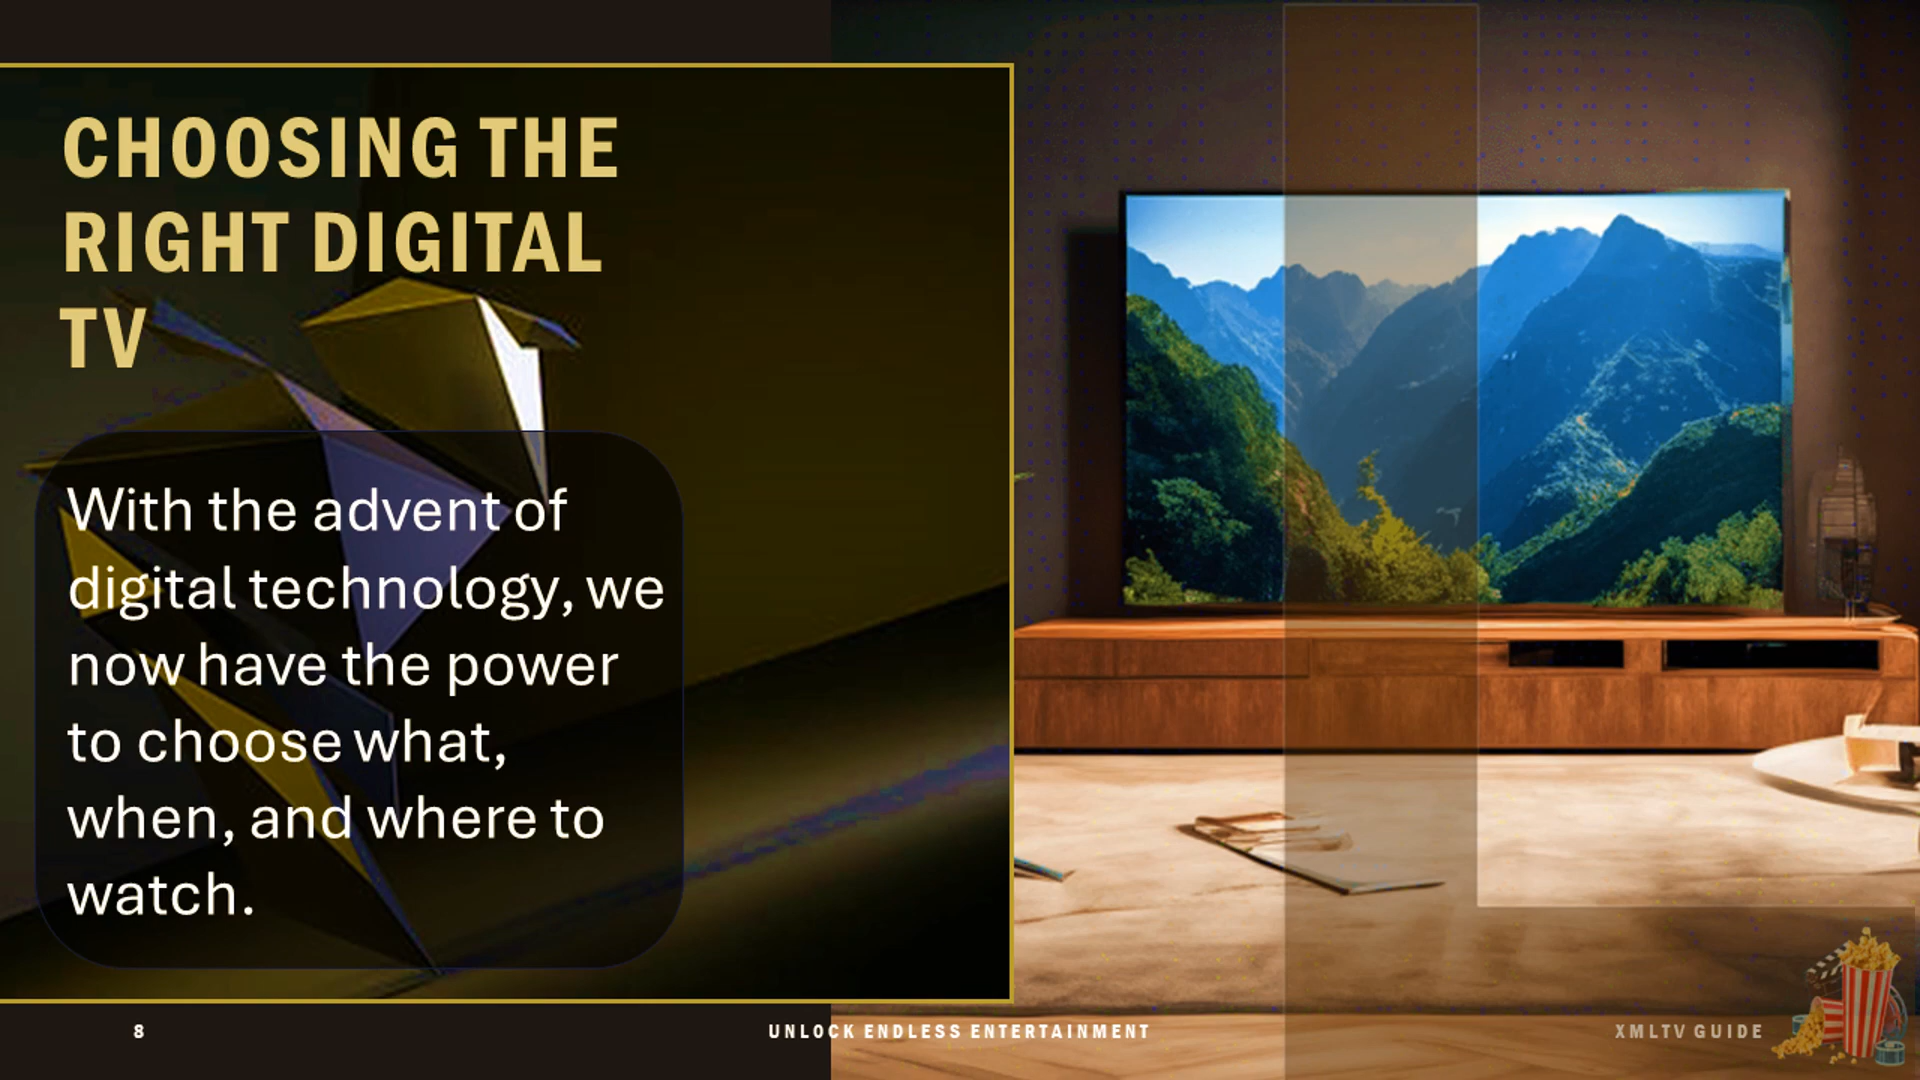 CHOOSING THE
RIGHT DIGITAL
TV
With the advent of
digital technology, we
now have the power
to choose what,
when, and where to
watch.
8
UNLOCK ENDLESS ENTERTAINMENT
XMLTV GUIDE